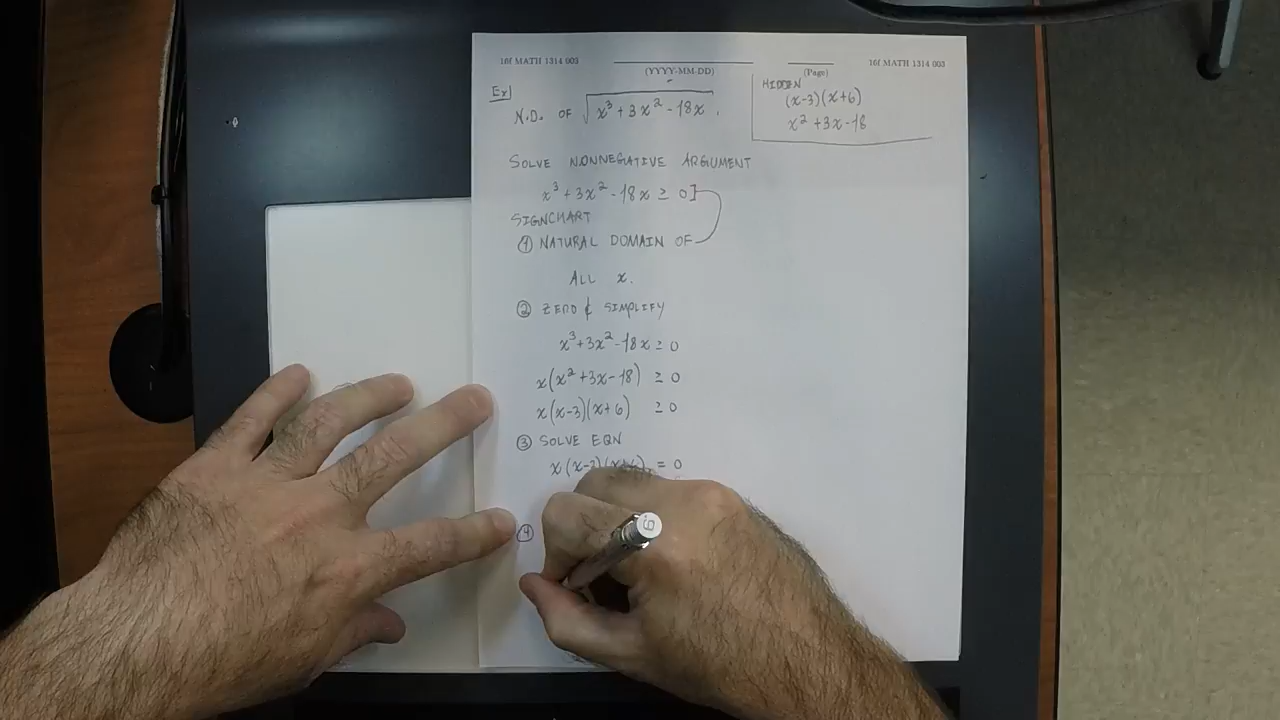 16f MATH 1314 003
(YYYY-MM-DD)
(Page)
16f MATH 1314 003
Ex
N.D. OF √x³ + 3x² - 18x .
HIDDEN
(x-3)(x+6)
x² + 3x - 18
SOLVE NONNEGATIVE ARGUMENT
x³ + 3x² - 18x ≥ 0]
SIGNCHART
① NATURAL DOMAIN OF
ALL x.
② ZERO & SIMPLIFY
x³ + 3x² - 18x ≥ 0
x(x² + 3x - 18) ≥ 0
x(x-3)(x+6) ≥ 0
③ SOLVE EQN
x(x-3)(x+6) = 0
④